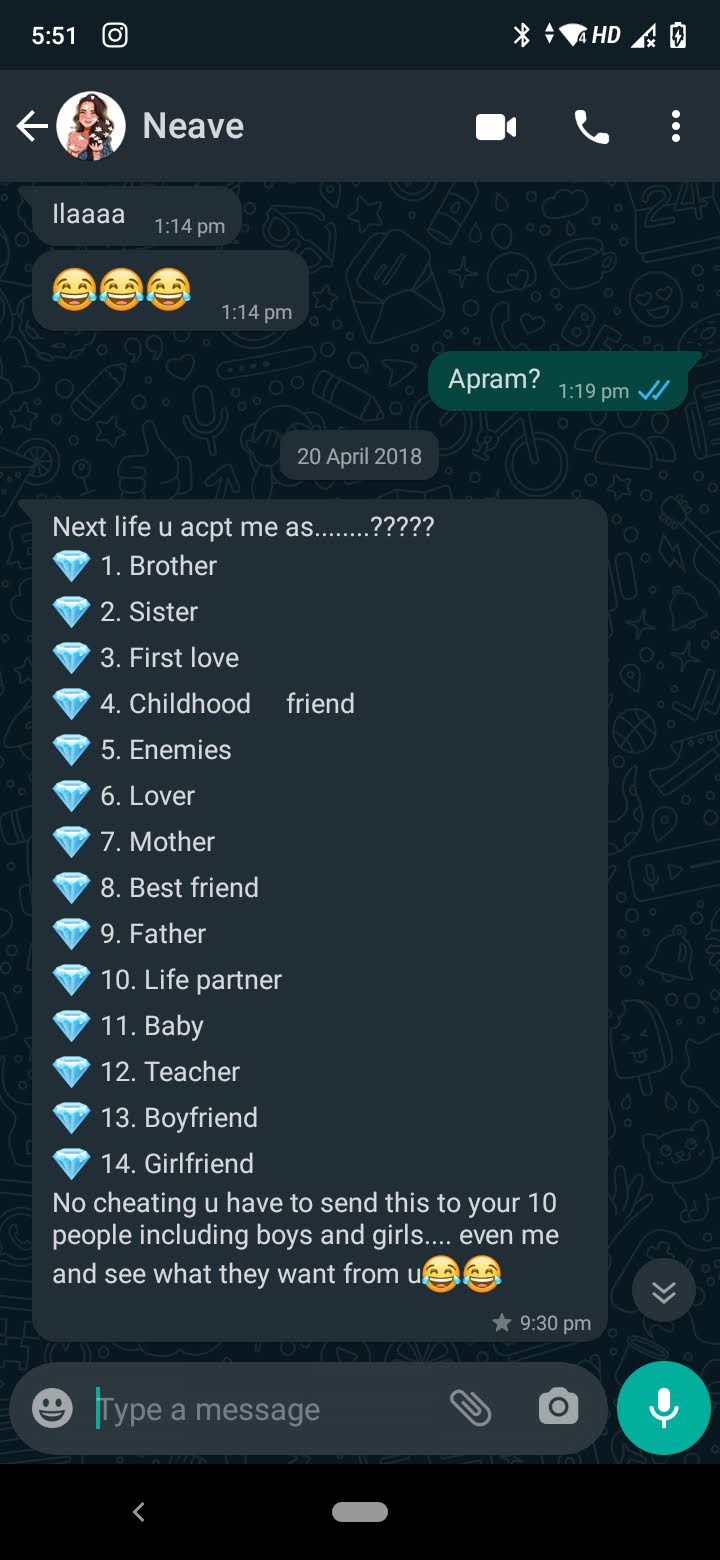 5:51
4 HD
Neave
Ilaaaa
1:14 pm
😂😂😂
1:14 pm
Apram?
1:19 pm
20 April 2018
Next life u acpt me as........?????
💎 1. Brother
💎 2. Sister
💎 3. First love
💎 4. Childhood     friend
💎 5. Enemies
💎 6. Lover
💎 7. Mother
💎 8. Best friend
💎 9. Father
💎 10. Life partner
💎 11. Baby
💎 12. Teacher
💎 13. Boyfriend
💎 14. Girlfriend
No cheating u have to send this to your 10
people including boys and girls.... even me
and see what they want from u😂😂
9:30 pm
Type a message